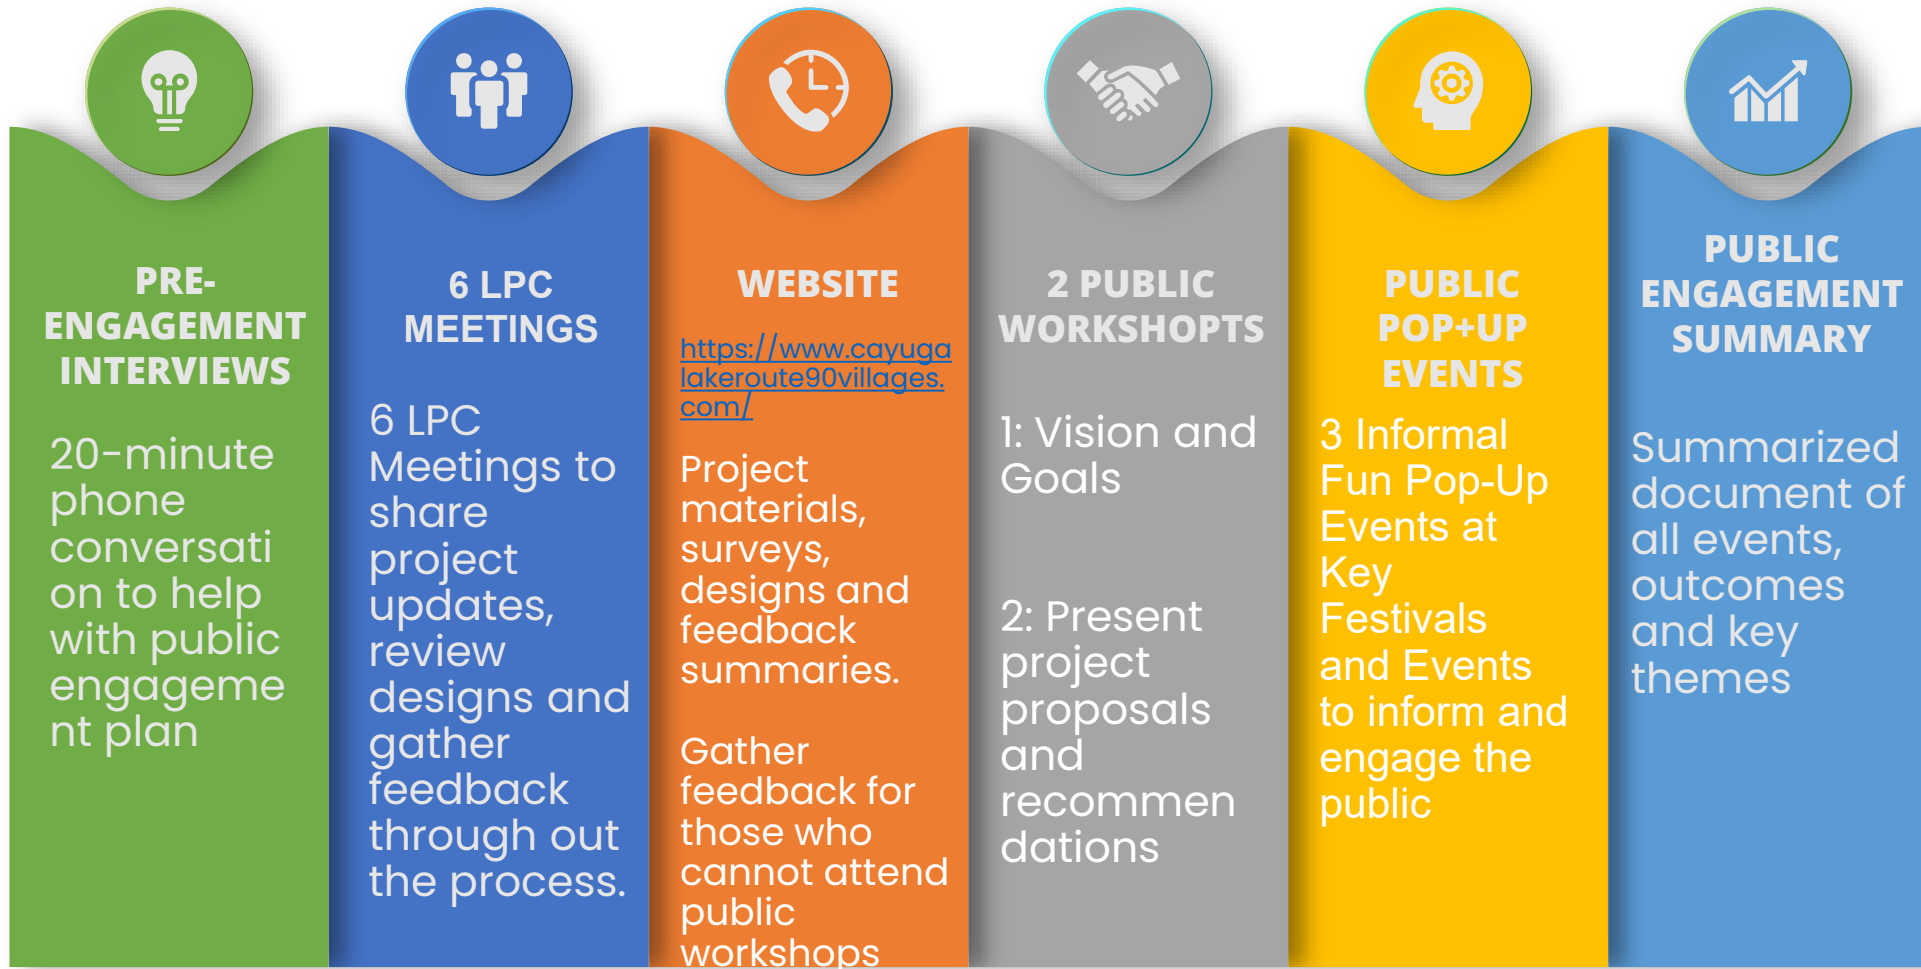 PRE-
ENGAGEMENT
INTERVIEWS
20-minute
phone
conversati
on to help
with public
engageme
nt plan
6 LPC
MEETINGS
6 LPC
Meetings to
share
project
updates,
review
designs and
gather
feedback
through out
the process.
WEBSITE
https://www.cayuga
lakeroute90villages.
com/
Project
materials,
surveys,
designs and
feedback
summaries.
Gather
feedback for
those who
cannot attend
public
workshops
2 PUBLIC
WORKSHOPTS
1: Vision and
Goals
2: Present
project
proposals
and
recommen
dations
PUBLIC
POP+UP
EVENTS
3 Informal
Fun Pop-Up
Events at
Key
Festivals
and Events
to inform and
engage the
public
PUBLIC
ENGAGEMENT
SUMMARY
Summarized
document of
all events,
outcomes
and key
themes